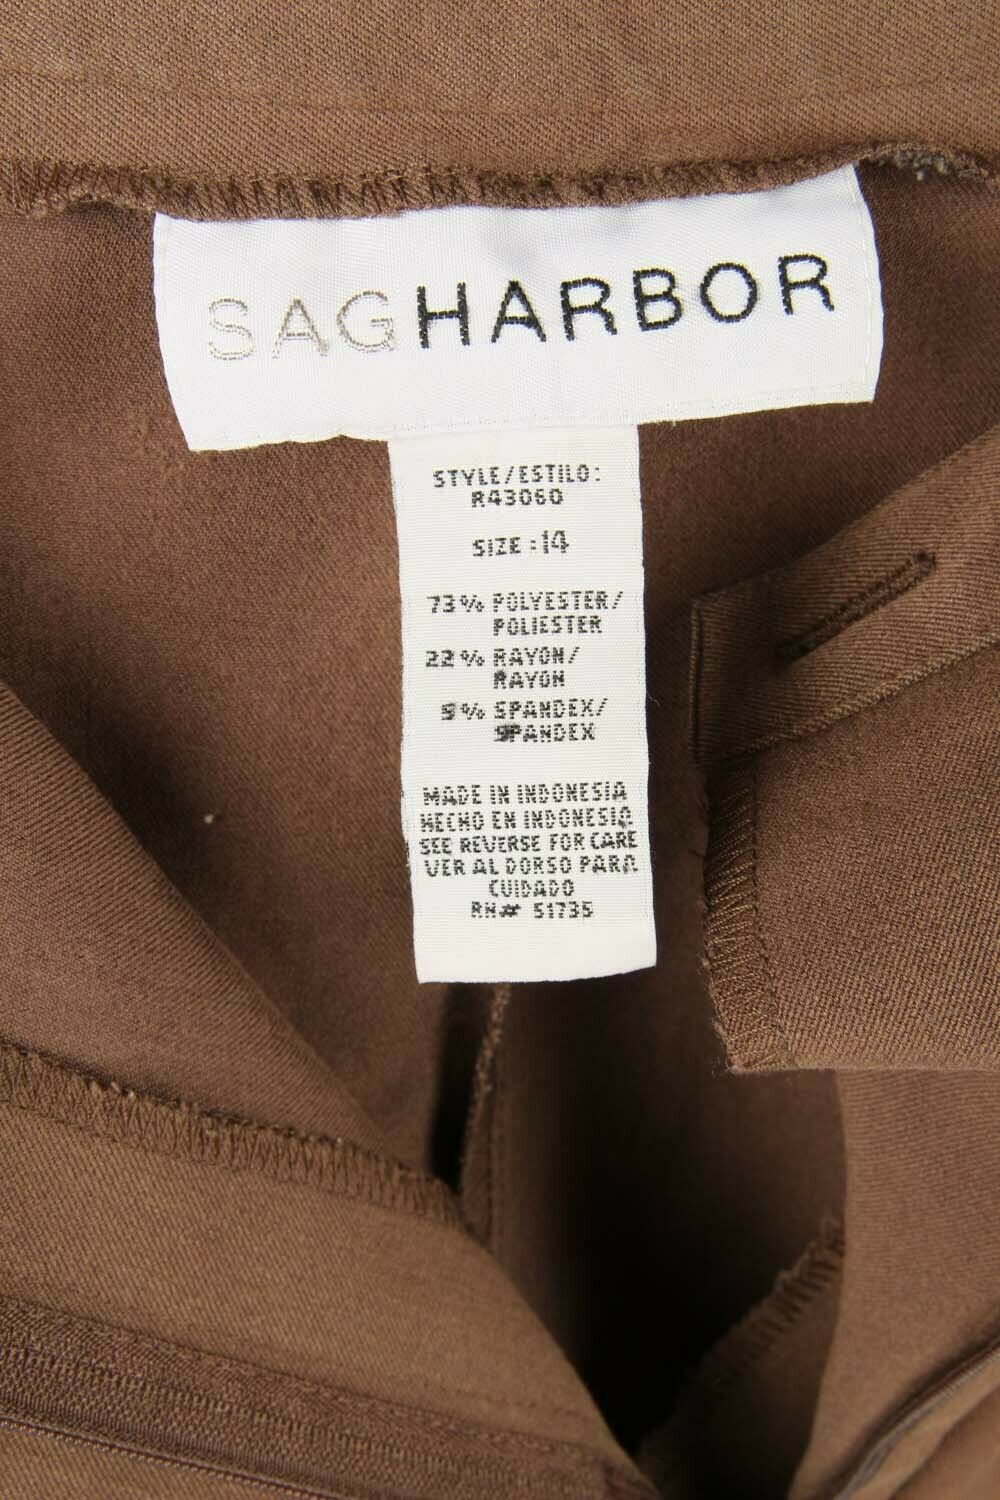 SAGHARBOR
STYLE/ESTILO:
R43060
SIZE:14
73% POLYESTER/
POLIESTER
22% RAYON/
RAYON
5% SPANDEX/
SPANDEX
MADE IN INDONESIA
HECHO EN INDONESIA
SEE REVERSE FOR CARE
VER AL DORSO PARA
CUIDADO
RN# 51735